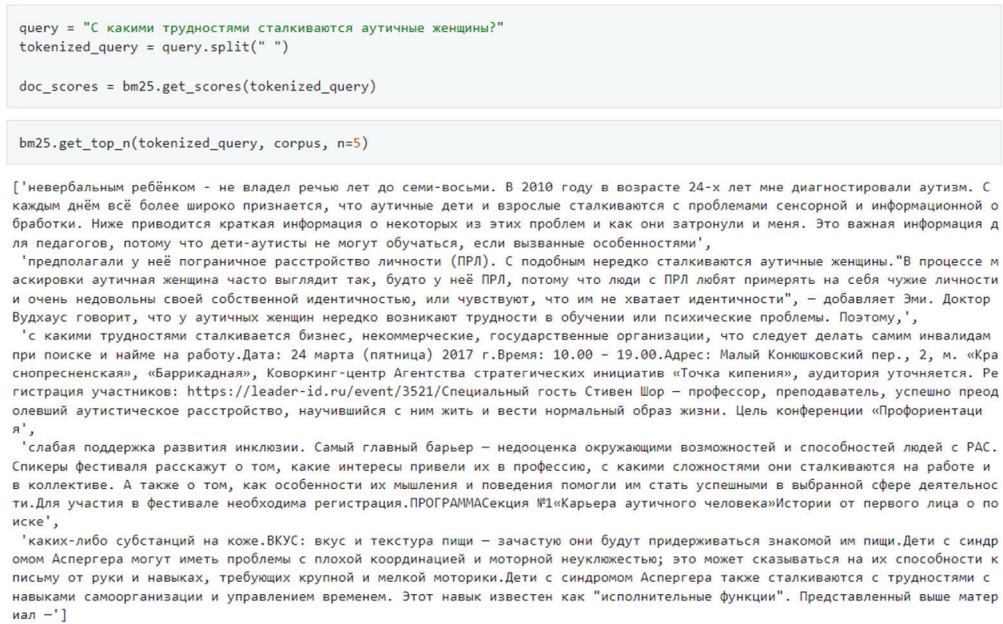 query = "С какими трудностями сталкиваются аутичные женщины?"
tokenized_query = query.split(" ")
doc_scores = bm25.get_scores(tokenized_query)
bm25.get_top_n(tokenized_query, corpus, n=5)
['невербальным ребёнком - не владел речью лет до семи-восьми. В 2010 году в возрасте 24-х лет мне диагностировали аутизм. С
каждым днём всё более широко признается, что аутичные дети и взрослые сталкиваются с проблемами сенсорной и информационной о
бработки. Ниже приводится краткая информация о некоторых из этих проблем и как они затронули и меня. Это важная информация д
ля педагогов, потому что дети-аутисты не могут обучаться, если вызванные особенностями',
'предполагали у неё пограничное расстройство личности (ПРЛ). С подобным нередко сталкиваются аутичные женщины."В процессе м
аскировки аутичная женщина часто выглядит так, будто у неё ПРЛ, потому что люди с ПРЛ любят примерять на себя чужие личности
и очень недовольны своей собственной идентичностью, или чувствуют, что им не хватает идентичности", — добавляет Эми. Доктор
Вудхаус говорит, что у аутичных женщин нередко возникают трудности в обучении или психические проблемы. Поэтому,',
'с какими трудностями сталкивается бизнес, некоммерческие, государственные организации, что следует делать самим инвалидам
при поиске и найме на работу.Дата: 24 марта (пятница) 2017 г.Время: 10.00 – 19.00.Адрес: Малый Конюшковский пер., 2, м. «Кра
снопресненская», «Баррикадная», Коворкинг-центр Агентства стратегических инициатив «Точка кипения», аудитория уточняется. Ре
гистрация участников: https://leader-id.ru/event/3521/Специальный гость Стивен Шор — профессор, преподаватель, успешно преод
олевший аутистическое расстройство, научившийся с ним жить и вести нормальный образ жизни. Цель конференции «Профориентаци
я',
'слабая поддержка развития инклюзии. Самый главный барьер — недооценка окружающими возможностей и способностей людей с РАС.
Спикеры фестиваля расскажут о том, какие интересы привели их в профессию, с какими сложностями они сталкиваются на работе и
в коллективе. А также о том, как особенности их мышления и поведения помогли им стать успешными в выбранной сфере деятельнос
ти.Для участия в фестивале необходима регистрация.ПРОГРАММАСекция №1«Карьера аутичного человека»Истории от первого лица о по
иске',
'каких-либо субстанций на коже.ВКУС: вкус и текстура пищи — зачастую они будут придерживаться знакомой им пищи.Дети с синдр
омом Аспергера могут иметь проблемы с плохой координацией и моторной неуклюжестью; это может сказываться на их способности к
письму от руки и навыках, требующих крупной и мелкой моторики.Дети с синдромом Аспергера также сталкиваются с трудностями с
навыками самоорганизации и управлением временем. Этот навык известен как "исполнительные функции". Представленный выше матер
иал —']